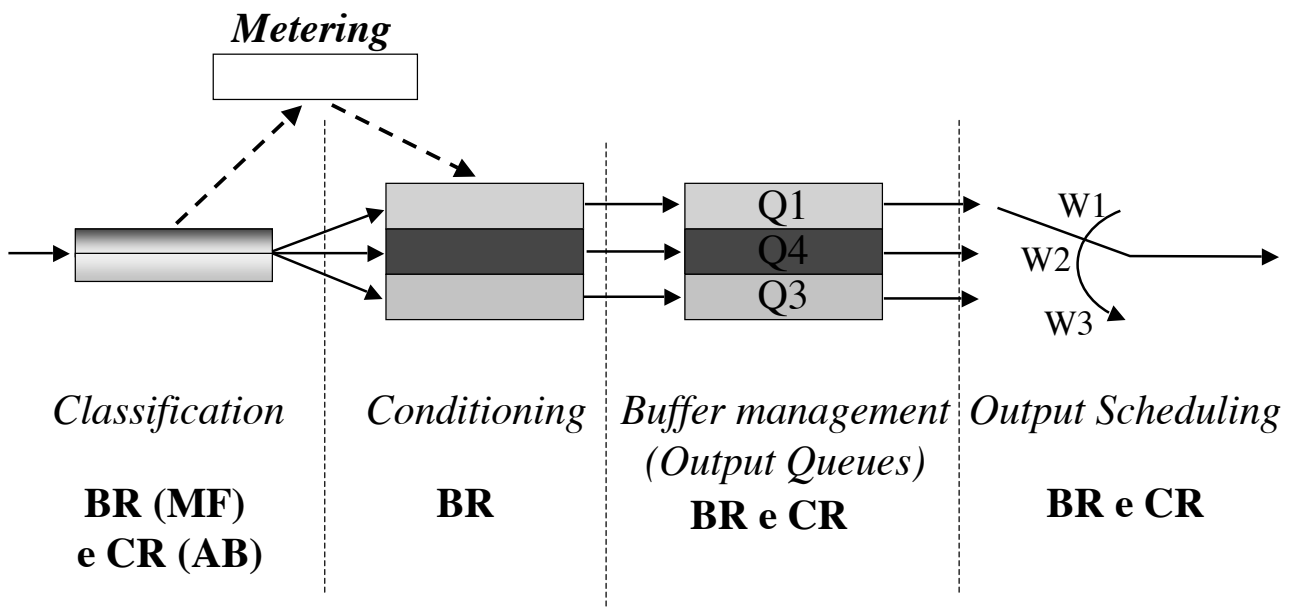 Metering
Q1
Q4
Q3
W1
W2
W3
Classification
Conditioning
Buffer management
(Output Queues)
Output Scheduling
BR (MF)
e CR (AB)
BR
BR e CR
BR e CR